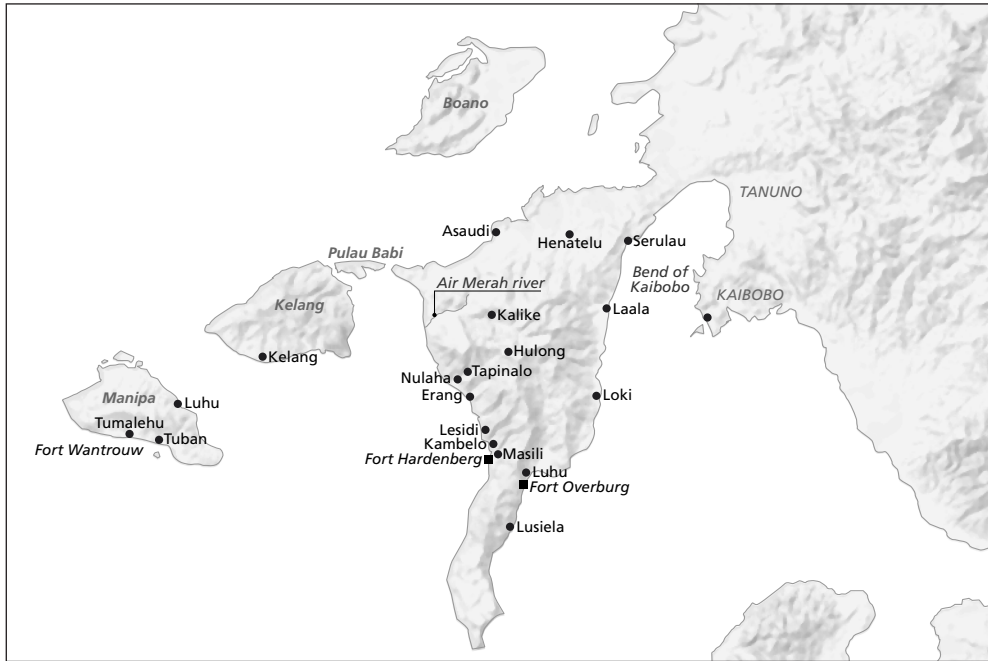 Boano
TANUNO
Asaudi
Henatelu
Serulau
Pulau Babi
Bend of
Kaibobo
Air Merah river
KAIBOBO
Kelang
Laala
Kalike
Hulong
Kelang
Tapinalo
Nulaha
Manipa
Luhu
Erang
Loki
Tumalehu
Lesidi
Tuban
Kambelo
Fort Wantrouw
Masili
Fort Hardenberg
Luhu
Fort Overburg
Lusiela